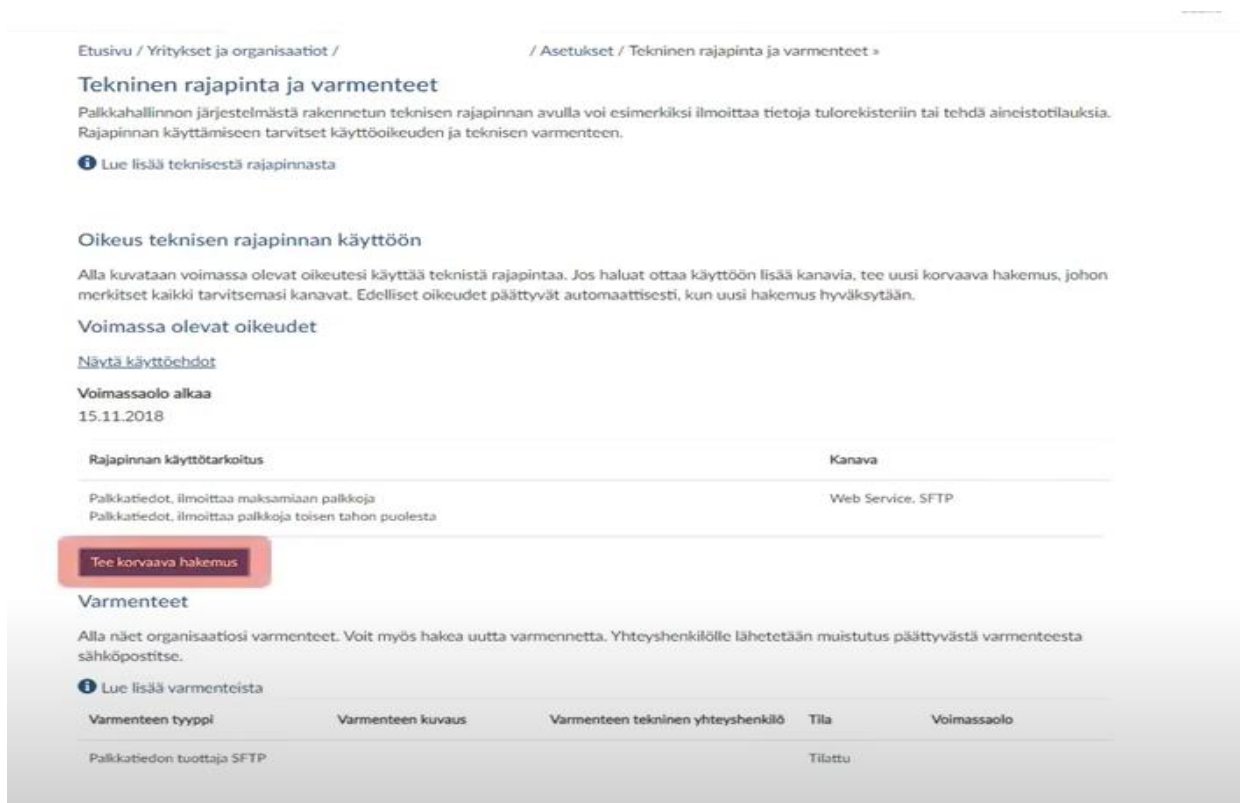 Etusivu / Yritykset ja organisaatiot / / Asetukset / Tekninen rajapinta ja varmenteet »
Tekninen rajapinta ja varmenteet
Palkkahallinnon järjestelmästä rakennetun teknisen rajapinnan avulla voi esimerkiksi ilmoittaa tietoja tulorekisteriin tai tehdä aineistotilauksia.
Rajapinnan käyttämiseen tarvitset käyttöoikeuden ja teknisen varmenteen.
Lue lisää teknisestä rajapinnasta
Oikeus teknisen rajapinnan käyttöön
Alla kuvataan voimassa olevat oikeutesi käyttää teknistä rajapintaa. Jos haluat ottaa käyttöön lisää kanavia, tee uusi korvaava hakemus, johon
merkitset kaikki tarvitsemasi kanavat. Edelliset oikeudet päättyvät automaattisesti, kun uusi hakemus hyväksytään.
Voimassa olevat oikeudet
Näytä käyttöehdot
Voimassaolo alkaa
15.11.2018
Rajapinnan käyttötarkoitus Kanava
Palkkatiedot, ilmoittaa maksamiaan palkkoja Web Service, SFTP
Palkkatiedot, ilmoittaa palkkoja toisen tahon puolesta
Tee korvaava hakemus
Varmenteet
Alla näet organisaatiosi varmenteet. Voit myös hakea uutta varmennetta. Yhteyshenkilölle lähetetään muistutus päättyvästä varmenteesta
sähköpostitse.
Lue lisää varmenteista
Varmenteen tyyppi Varmenteen kuvaus Varmenteen tekninen yhteyshenkilö Tila Voimassaolo
Palkkatiedon tuottaja SFTP Tilattu